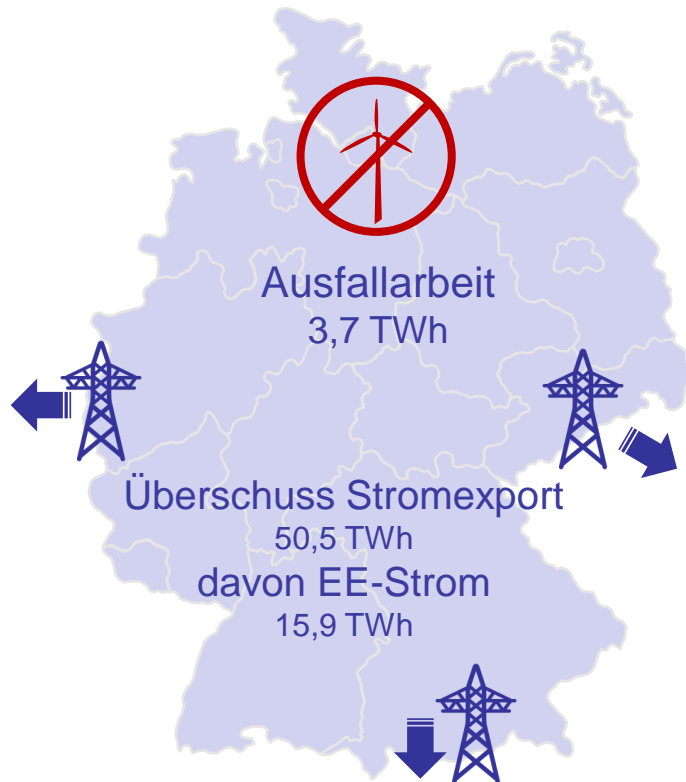 Ausfallarbeit
3,7 TWh
Überschuss Stromexport
50,5 TWh
davon EE-Strom
15,9 TWh